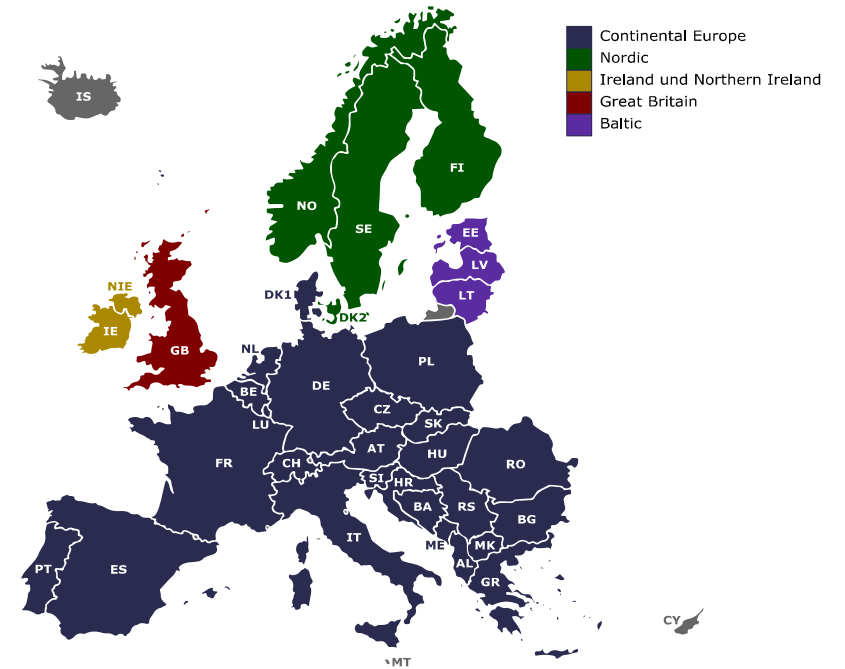 Continental Europe
Nordic
Ireland und Northern Ireland
Great Britain
Baltic
IS
FI
NO
SE
EE
LV
LT
NIE
DK1
DK2
IE
GB
NL
PL
DE
BE
CZ
LU
SK
AT
HU
FR
CH
RO
SI
HR
BA
RS
BG
IT
ME
MK
AL
PT
ES
GR
CY
MT